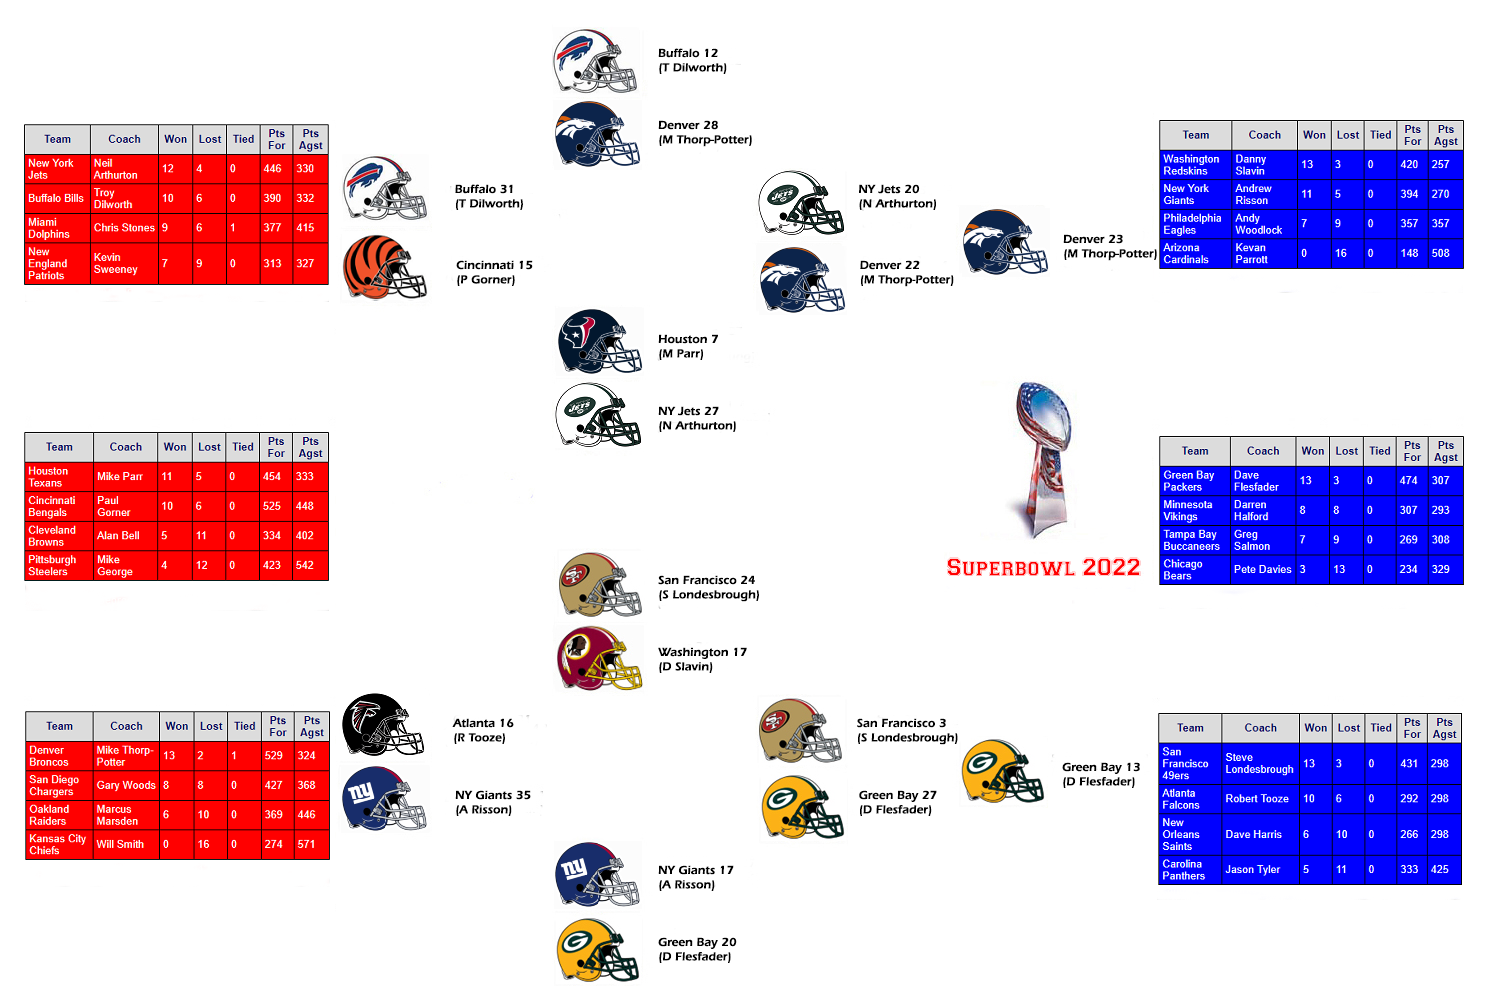 Buffalo 12
(T Dilworth)
Denver 28
(M Thorp-Potter)
Team Coach Won Lost Tied Pts For Pts Agst
New York Jets Neil Arthurton 12 4 0 446 330
Buffalo Bills Troy Dilworth 10 6 0 390 332
Miami Dolphins Chris Stones 9 6 1 377 415
New England Patriots Kevin Sweeney 7 9 0 313 327
Buffalo 31
(T Dilworth)
Cincinnati 15
(P Gorner)
NY Jets 20
(N Arthurton)
Denver 22
(M Thorp-Potter)
Denver 23
(M Thorp-Potter)
Team Coach Won Lost Tied Pts For Pts Agst
Washington Redskins Danny Slavin 13 3 0 420 257
New York Giants Andrew Risson 11 5 0 394 270
Philadelphia Eagles Andy Woodlock 7 9 0 357 357
Arizona Cardinals Kevan Parrott 0 16 0 148 508
Houston 7
(M Parr)
JETS
NY Jets 27
(N Arthurton)
Team Coach Won Lost Tied Pts For Pts Agst
Houston Texans Mike Parr 11 5 0 454 333
Cincinnati Bengals Paul Gorner 10 6 0 525 448
Cleveland Browns Alan Bell 5 11 0 334 402
Pittsburgh Steelers Mike George 4 12 0 423 542
Superbowl 2022
Team Coach Won Lost Tied Pts For Pts Agst
Green Bay Packers Dave Flesfader 13 3 0 474 307
Minnesota Vikings Darren Halford 8 8 0 307 293
Tampa Bay Buccaneers Greg Salmon 7 9 0 269 308
Chicago Bears Pete Davies 3 13 0 234 329
San Francisco 24
(S Londesbrough)
Washington 17
(D Slavin)
Team Coach Won Lost Tied Pts For Pts Agst
Denver Broncos Mike Thorp-Potter 13 2 1 529 324
San Diego Chargers Gary Woods 8 8 0 427 368
Oakland Raiders Marcus Marsden 6 10 0 369 446
Kansas City Chiefs Will Smith 0 16 0 274 571
Atlanta 16
(R Tooze)
ny
NY Giants 35
(A Risson)
San Francisco 3
(S Londesbrough)
Green Bay 27
(D Flesfader)
Green Bay 13
(D Flesfader)
Team Coach Won Lost Tied Pts For Pts Agst
San Francisco 49ers Steve Londesbrough 13 3 0 431 298
Atlanta Falcons Robert Tooze 10 6 0 292 298
New Orleans Saints Dave Harris 6 10 0 266 298
Carolina Panthers Jason Tyler 5 11 0 333 425
ny
NY Giants 17
(A Risson)
G
Green Bay 20
(D Flesfader)